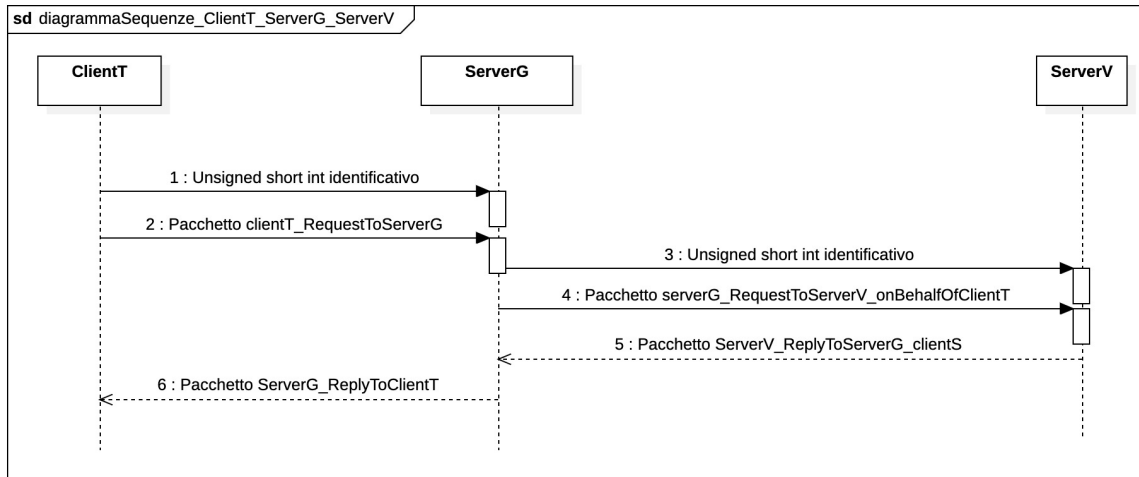 sd diagrammaSequenze_ClientT_ServerG_ServerV
ClientT
ServerG
ServerV
1 : Unsigned short int identificativo
2 : Pacchetto clientT_RequestToServerG
3 : Unsigned short int identificativo
4 : Pacchetto serverG_RequestToServerV_onBehalfOfClientT
5 : Pacchetto ServerV_ReplyToServerG_clientS
6 : Pacchetto ServerG_ReplyToClientT